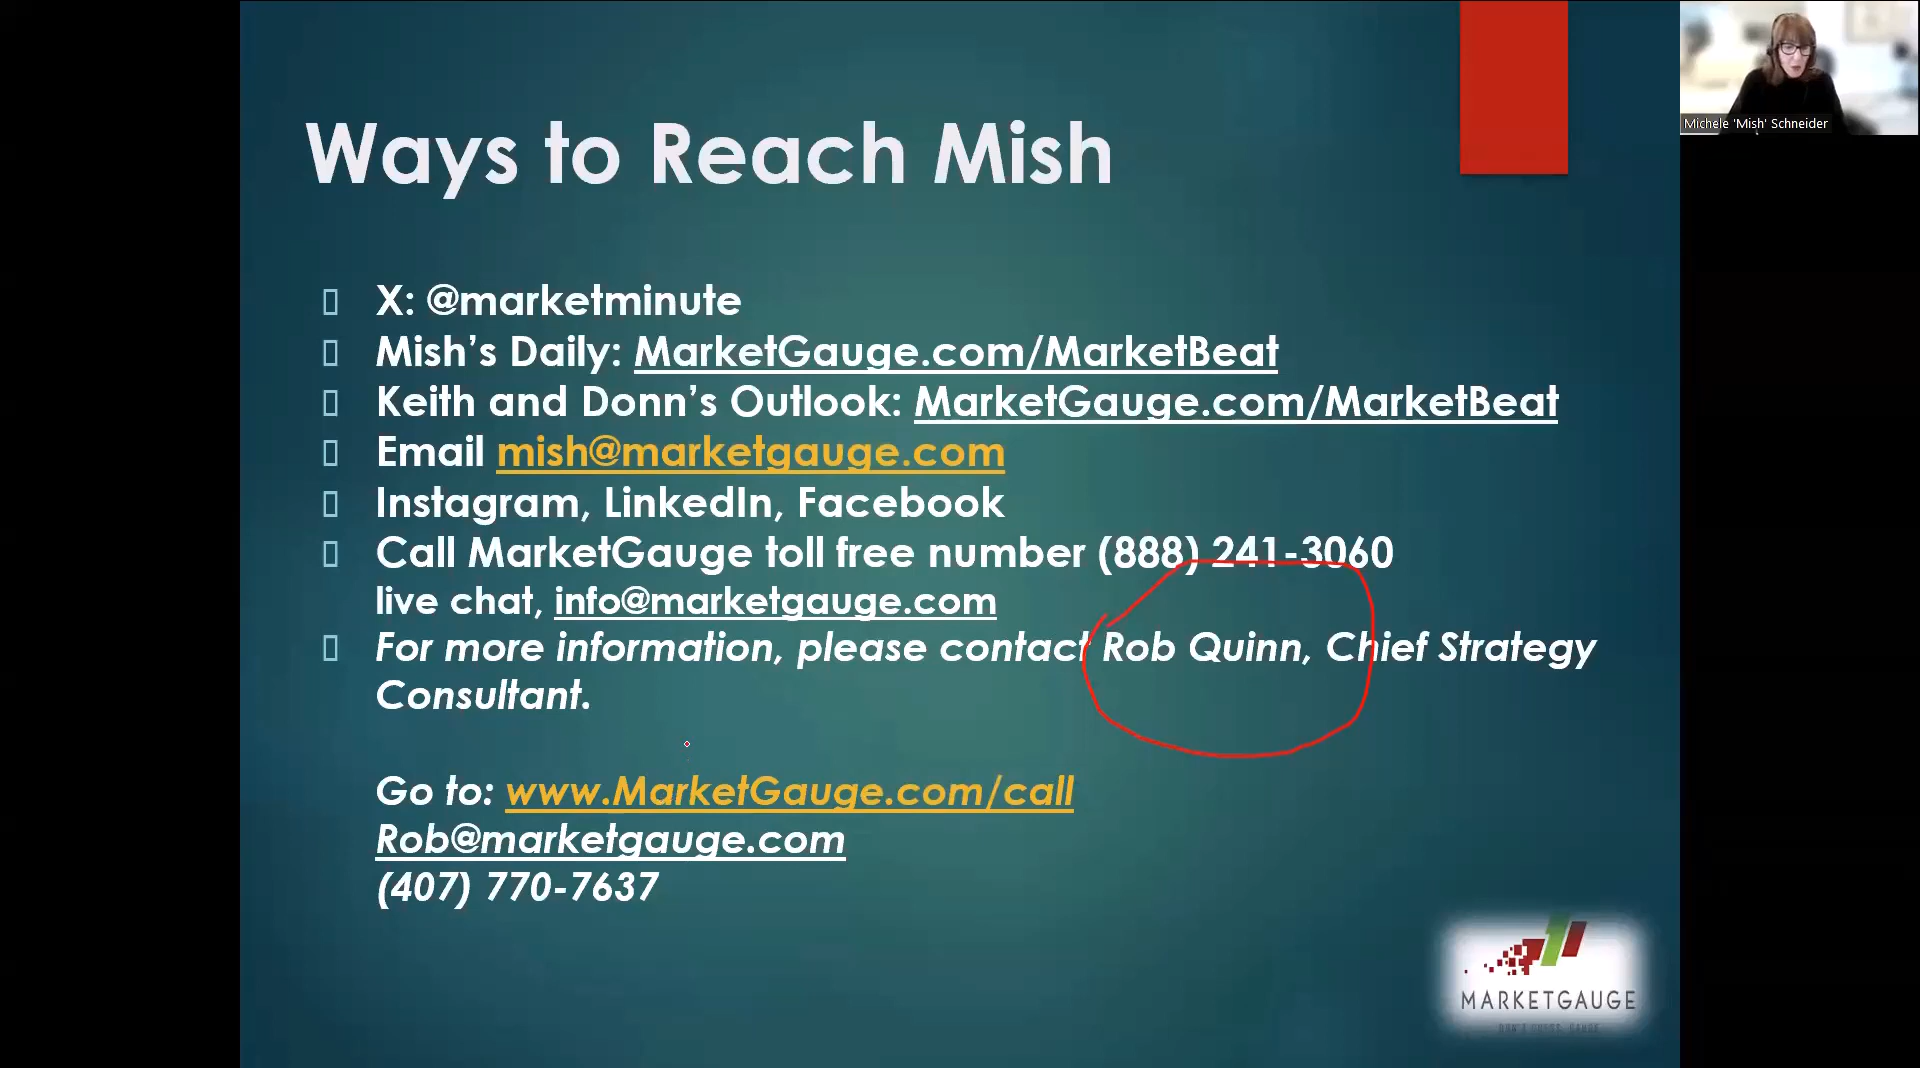 Ways to Reach Mish
X: @marketminute
Mish’s Daily: MarketGauge.com/MarketBeat
Keith and Donn’s Outlook: MarketGauge.com/MarketBeat
Email mish@marketgauge.com
Instagram, LinkedIn, Facebook
Call MarketGauge toll free number (888) 241-3060
live chat, info@marketgauge.com
For more information, please contact Rob Quinn, Chief Strategy
Consultant.
Go to: www.MarketGauge.com/call
Rob@marketgauge.com
(407) 770-7637
Michele 'Mish' Schneider
MARKETGAUGE